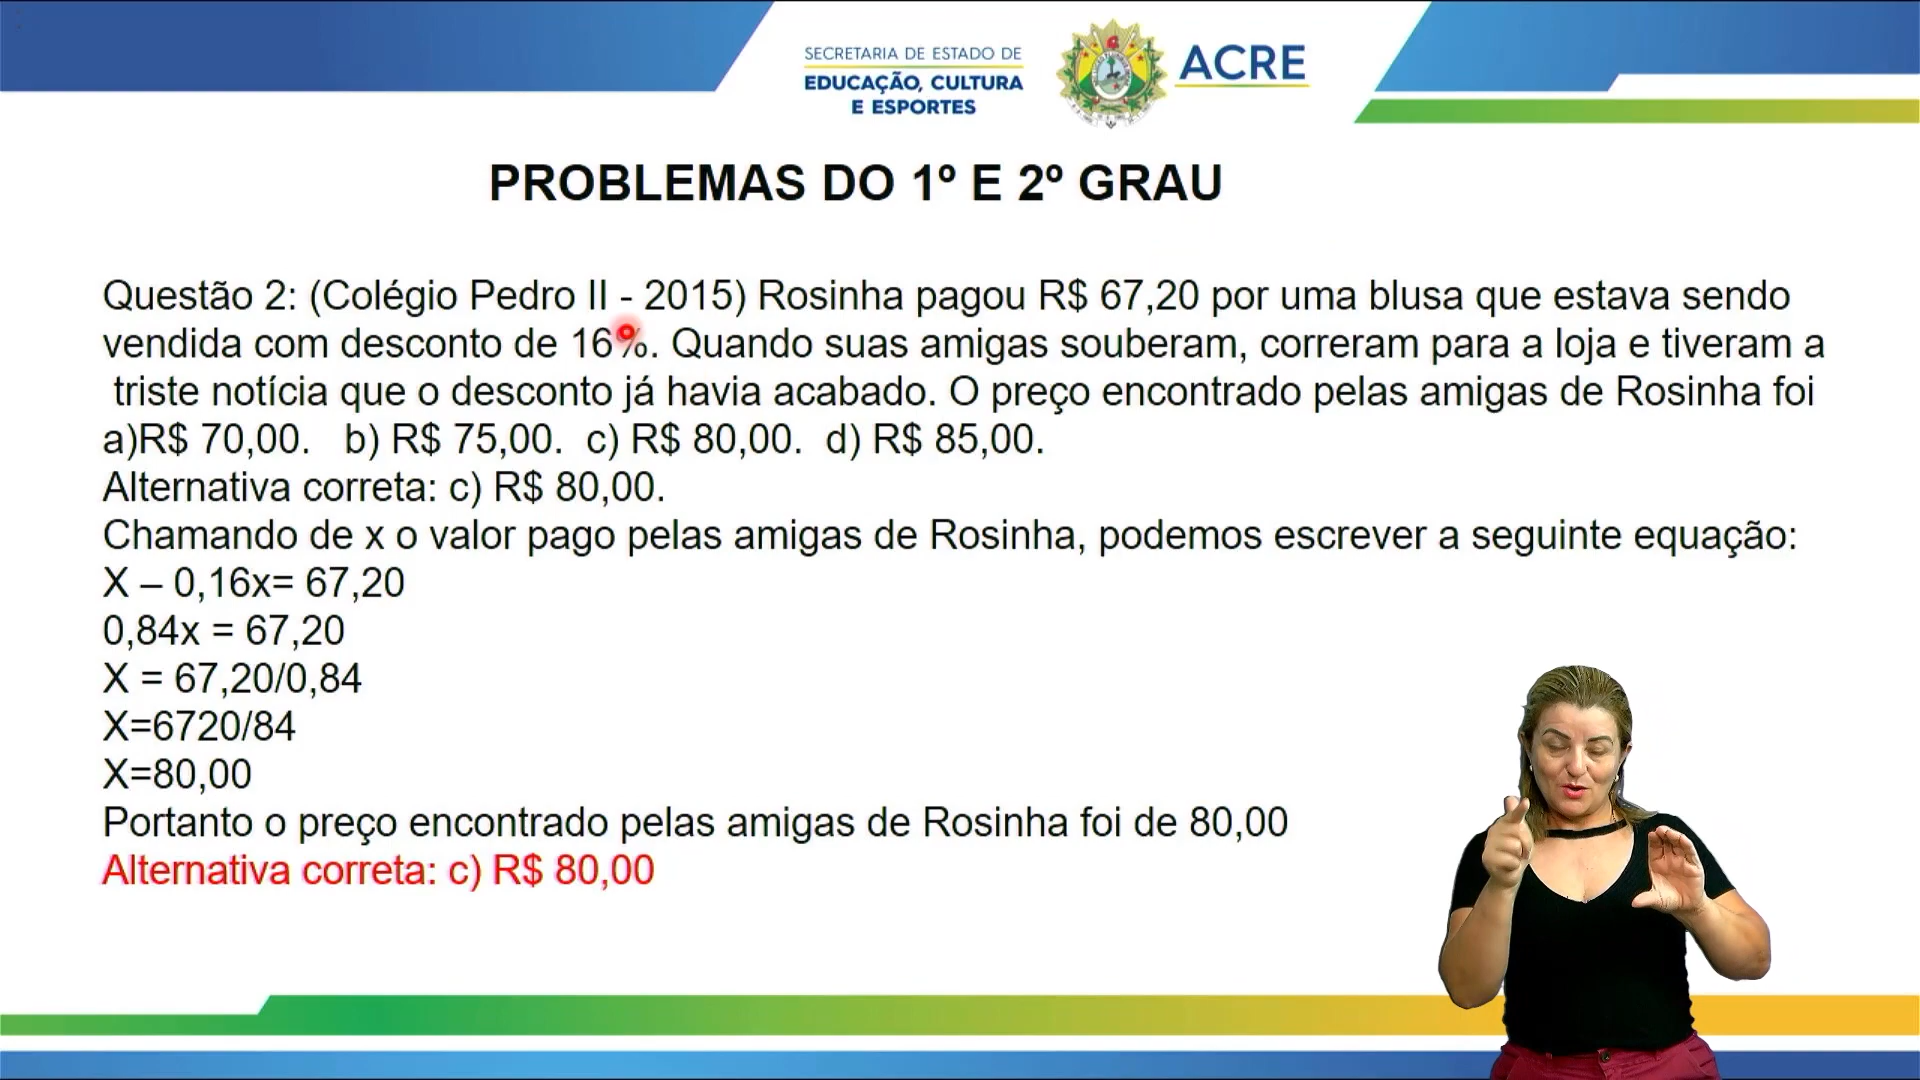 SECRETARIA DE ESTADO DE
EDUCAÇÃO, CULTURA
E ESPORTES
ACRE
PROBLEMAS DO 1º E 2º GRAU
Questão 2: (Colégio Pedro II - 2015) Rosinha pagou R$ 67,20 por uma blusa que estava sendo
vendida com desconto de 16%. Quando suas amigas souberam, correram para a loja e tiveram a
triste notícia que o desconto já havia acabado. O preço encontrado pelas amigas de Rosinha foi
a)R$ 70,00. b) R$ 75,00. c) R$ 80,00. d) R$ 85,00.
Alternativa correta: c) R$ 80,00.
Chamando de x o valor pago pelas amigas de Rosinha, podemos escrever a seguinte equação:
X – 0,16x= 67,20
0,84x = 67,20
X = 67,20/0,84
X=6720/84
X=80,00
Portanto o preço encontrado pelas amigas de Rosinha foi de 80,00
Alternativa correta: c) R$ 80,00